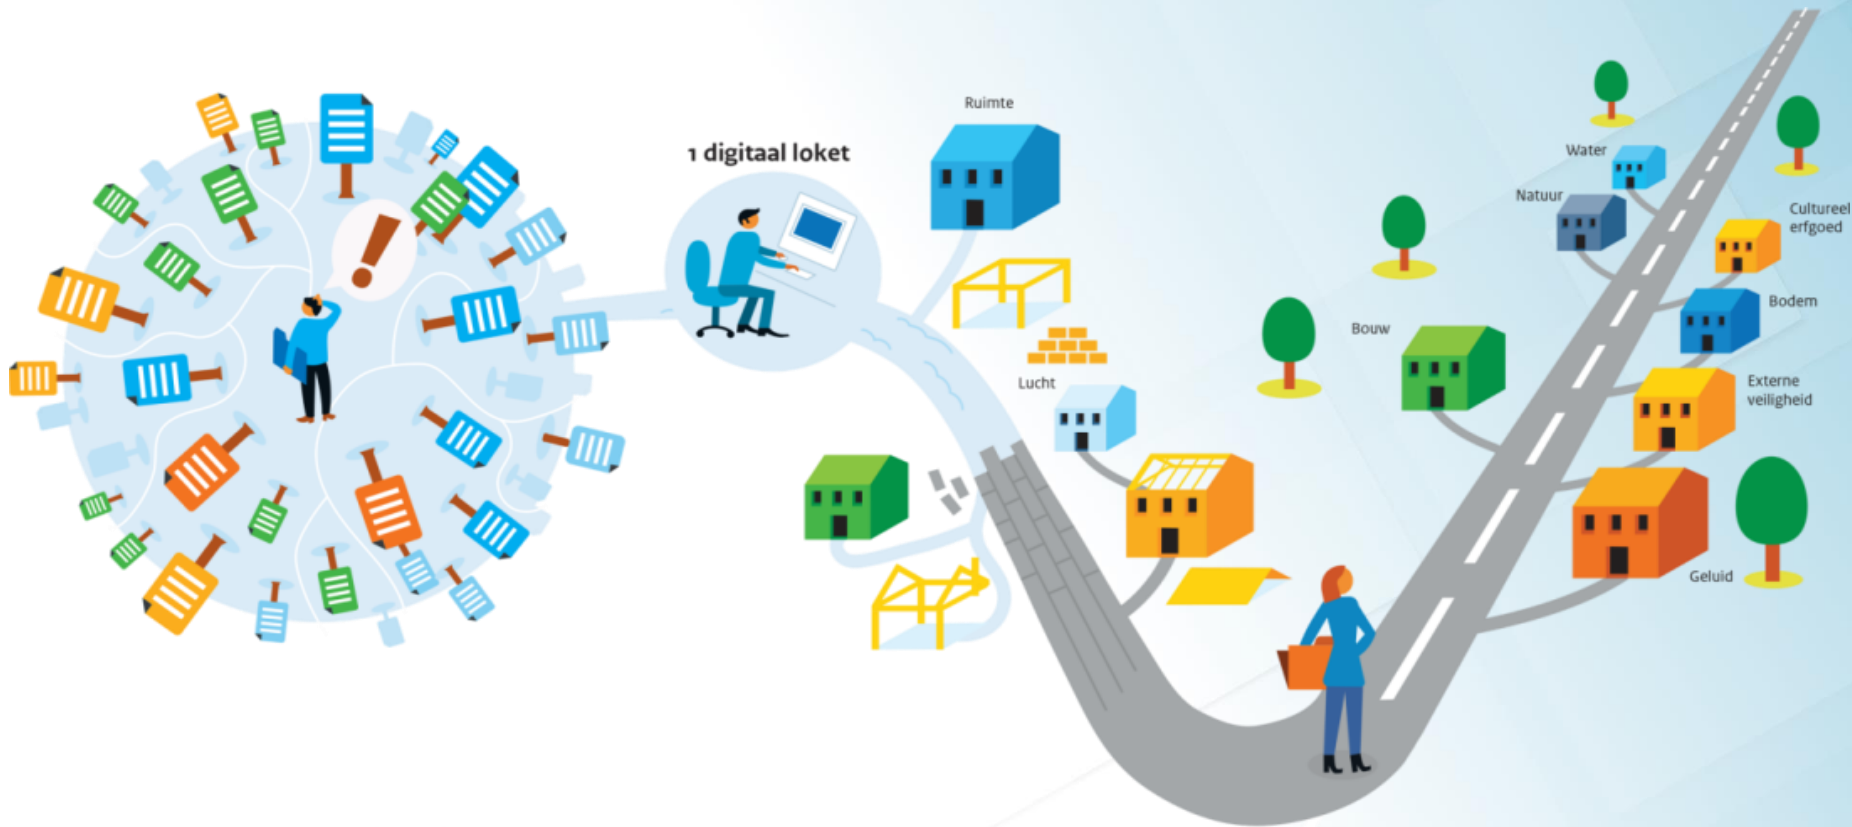 1 digitaal loket
Ruimte
Lucht
Bouw
Water
Natuur
Cultureel
erfgoed
Bodem
Externe
veiligheid
Geluid